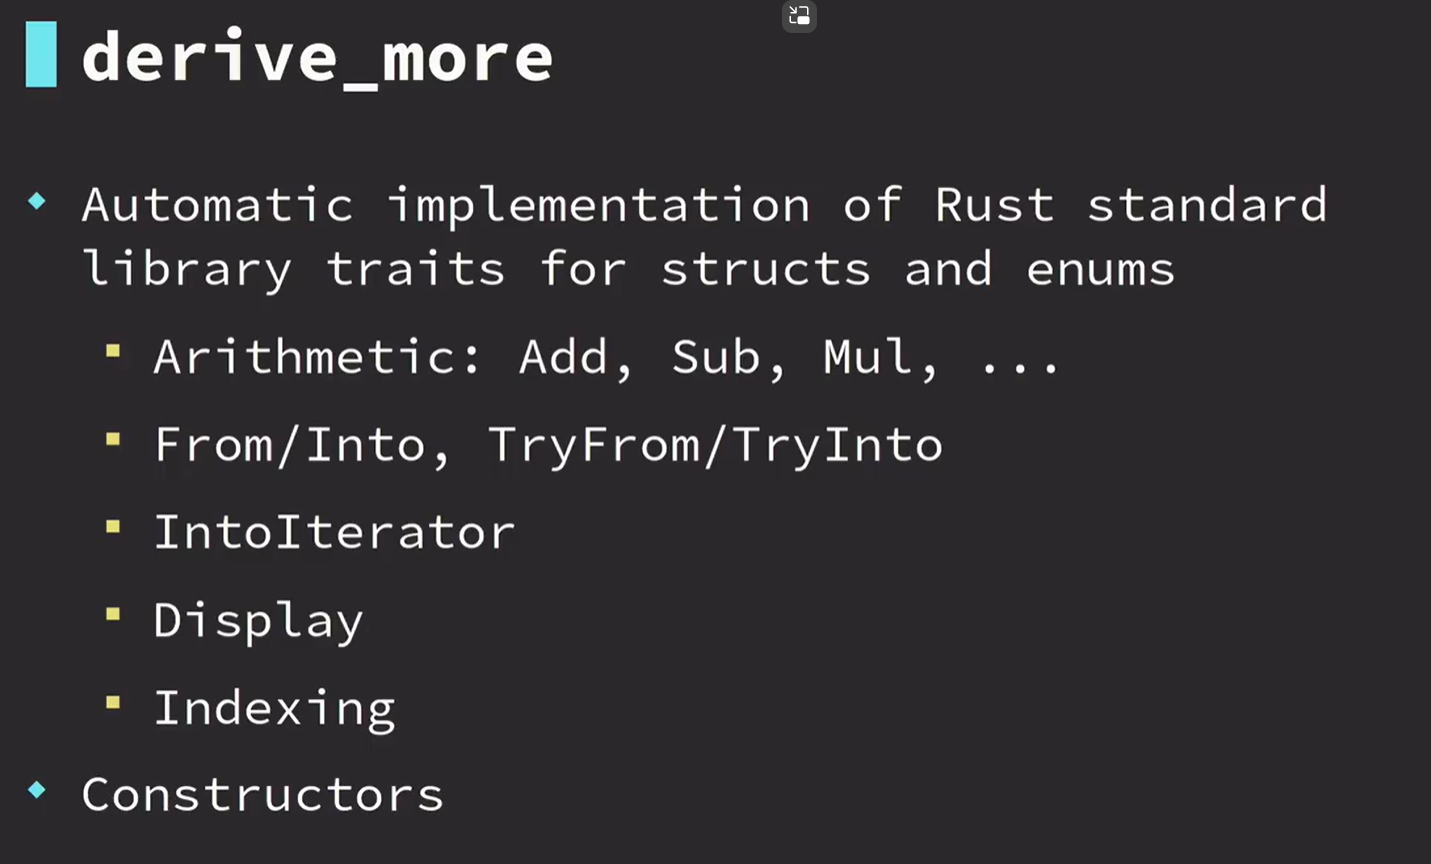 derive_more
Automatic implementation of Rust standard
library traits for structs and enums
Arithmetic: Add, Sub, Mul, ...
From/Into, TryFrom/TryInto
IntoIterator
Display
Indexing
Constructors